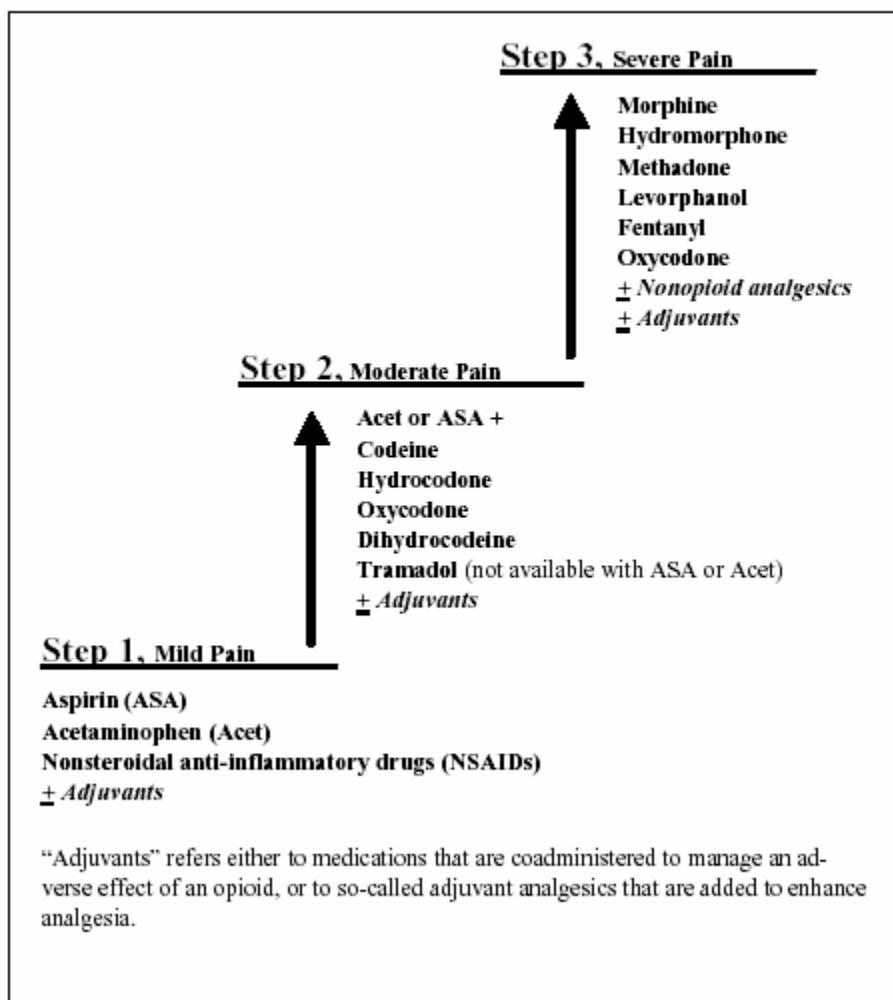 Step 3, Severe Pain
Morphine
Hydromorphone
Methadone
Levorphanol
Fentanyl
Oxycodone
± Nonopioid analgesics
± Adjuvants
Step 2, Moderate Pain
Acet or ASA +
Codeine
Hydrocodone
Oxycodone
Dihydrocodeine
Tramadol (not available with ASA or Acet)
± Adjuvants
Step 1, Mild Pain
Aspirin (ASA)
Acetaminophen (Acet)
Nonsteroidal anti-inflammatory drugs (NSAIDs)
± Adjuvants
“Adjuvants” refers either to medications that are coadministered to manage an ad-
verse effect of an opioid, or to so-called adjuvant analgesics that are added to enhance
analgesia.